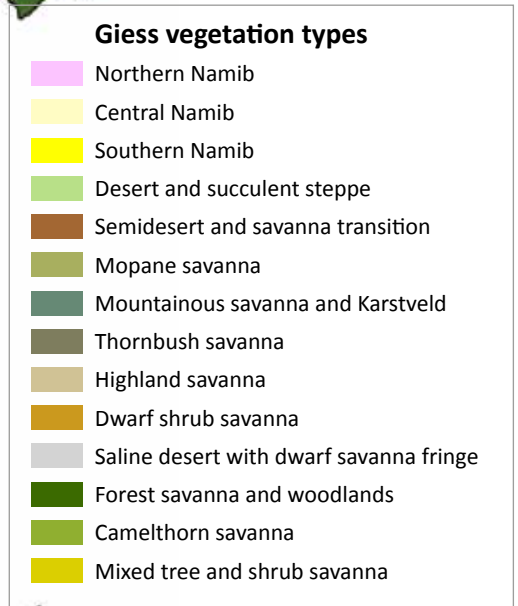 Giess vegetation types
Northern Namib
Central Namib
Southern Namib
Desert and succulent steppe
Semidesert and savanna transition
Mopane savanna
Mountainous savanna and Karstveld
Thornbush savanna
Highland savanna
Dwarf shrub savanna
Saline desert with dwarf savanna fringe
Forest savanna and woodlands
Camelthorn savanna
Mixed tree and shrub savanna